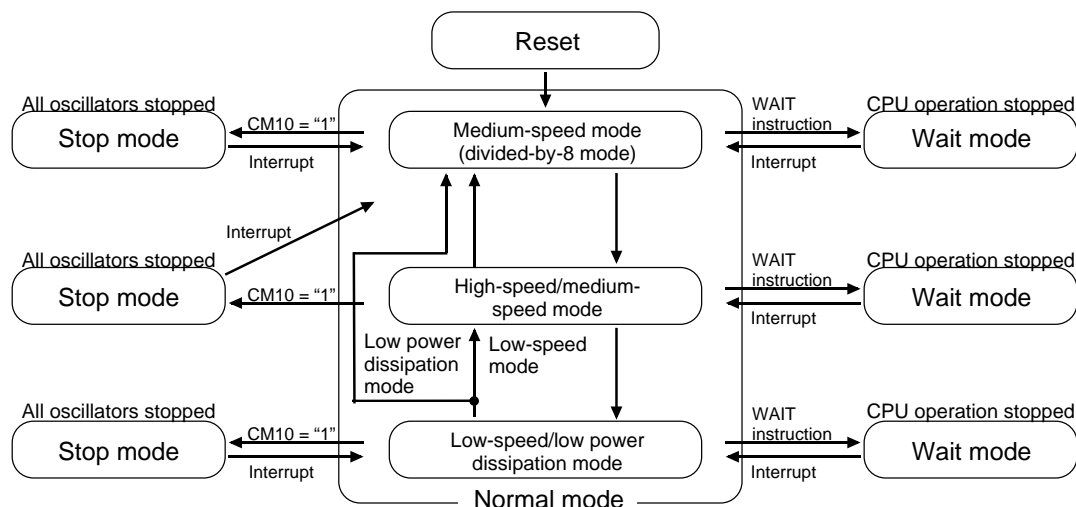 Reset
All oscillators stopped
Stop mode
CM10 = “1”
Interrupt
Medium-speed mode
(divided-by-8 mode)
WAIT
instruction
Interrupt
CPU operation stopped
Wait mode
Interrupt
All oscillators stopped
Stop mode
CM10 = “1”
High-speed/medium-
speed mode
WAIT
instruction
Interrupt
CPU operation stopped
Wait mode
Low power
dissipation
mode
Low-speed
mode
All oscillators stopped
Stop mode
CM10 = “1”
Interrupt
Low-speed/low power
dissipation mode
WAIT
instruction
Interrupt
CPU operation stopped
Wait mode
Normal mode